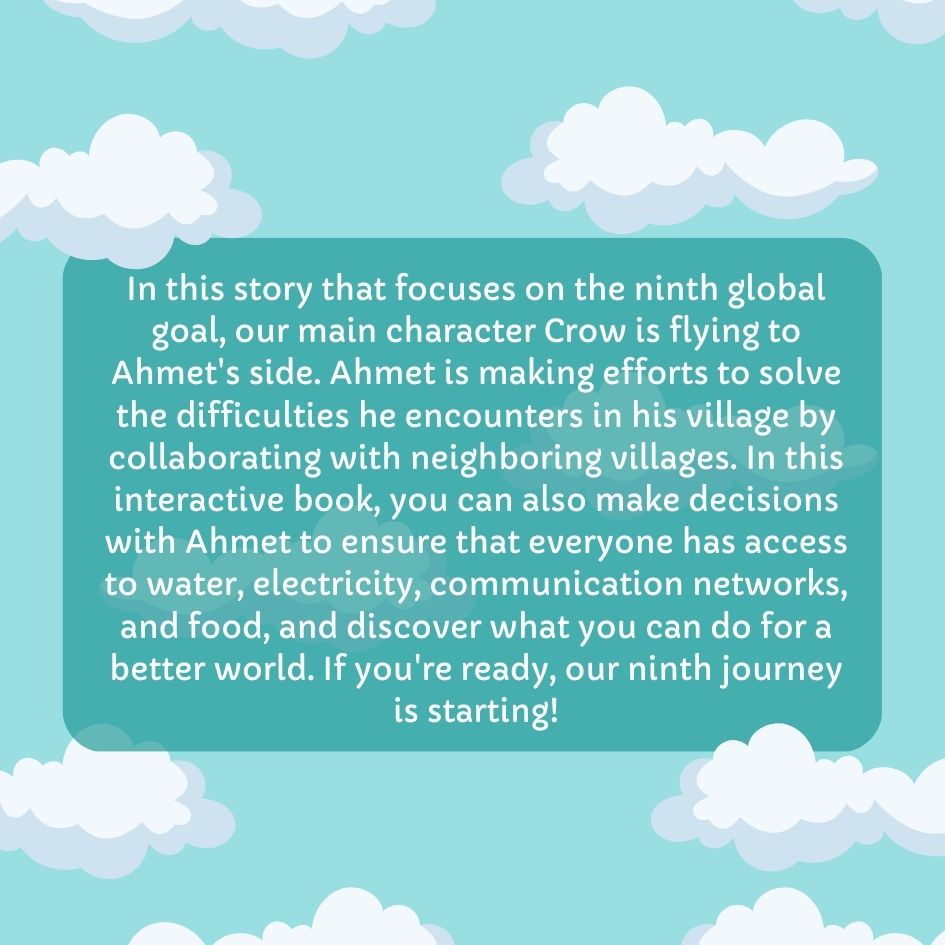 In this story that focuses on the ninth global
goal, our main character Crow is flying to
Ahmet's side. Ahmet is making efforts to solve
the difficulties he encounters in his village by
collaborating with neighboring villages. In this
interactive book, you can also make decisions
with Ahmet to ensure that everyone has access
to water, electricity, communication networks,
and food, and discover what you can do for a
better world. If you're ready, our ninth journey
is starting!